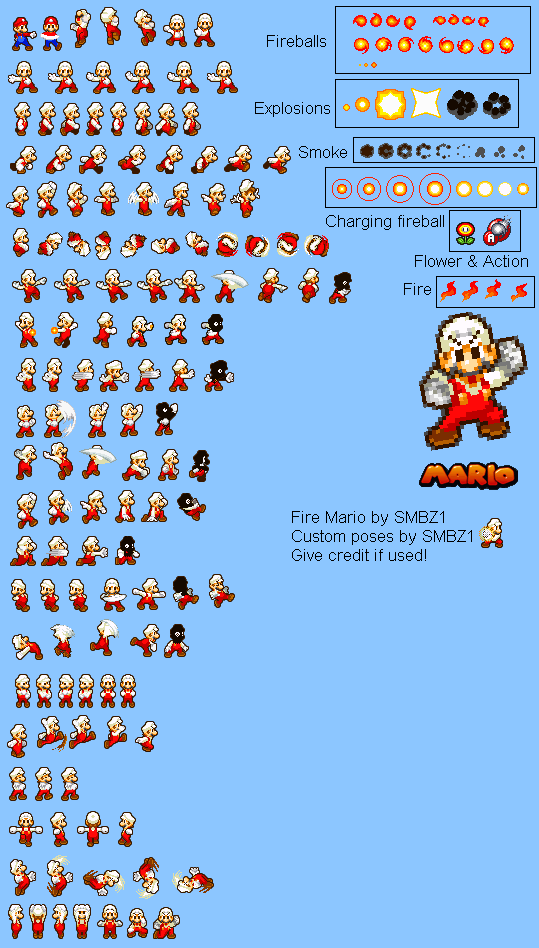 Fireballs
Explosions
Smoke
Charging fireball
A
Flower & Action
Fire
MARIO
Fire Mario by SMBZ1
Custom poses by SMBZ1
Give credit if used!